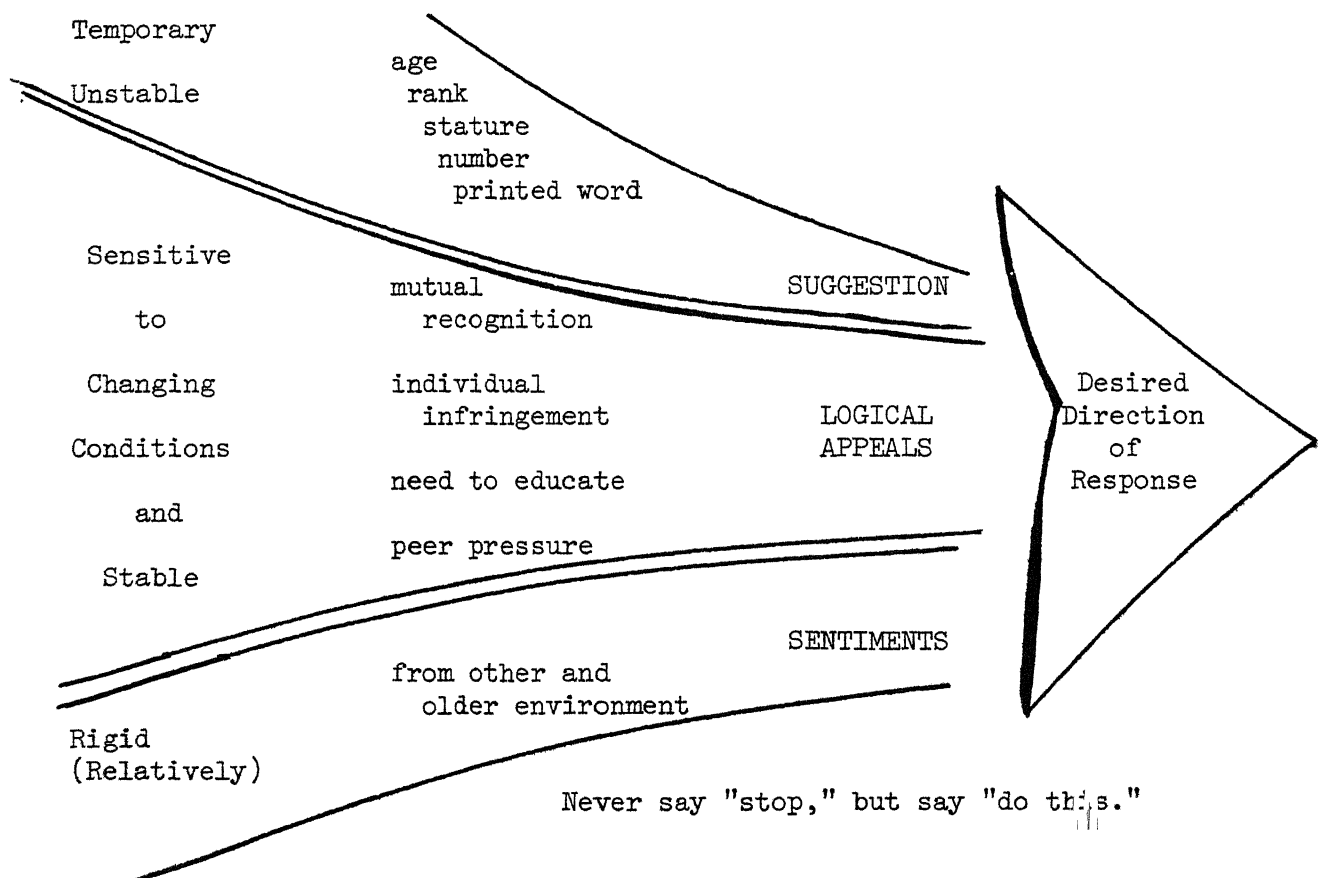 Temporary
Unstable
age
rank
stature
number
printed word
SUGGESTION
Sensitive
to
Changing
Conditions
and
Stable
mutual
recognition
individual
infringement
need to educate
peer pressure
LOGICAL
APPEALS
Rigid
(Relatively)
from other and
older environment
SENTIMENTS
Desired
Direction
of
Response
Never say "stop," but say "do this."